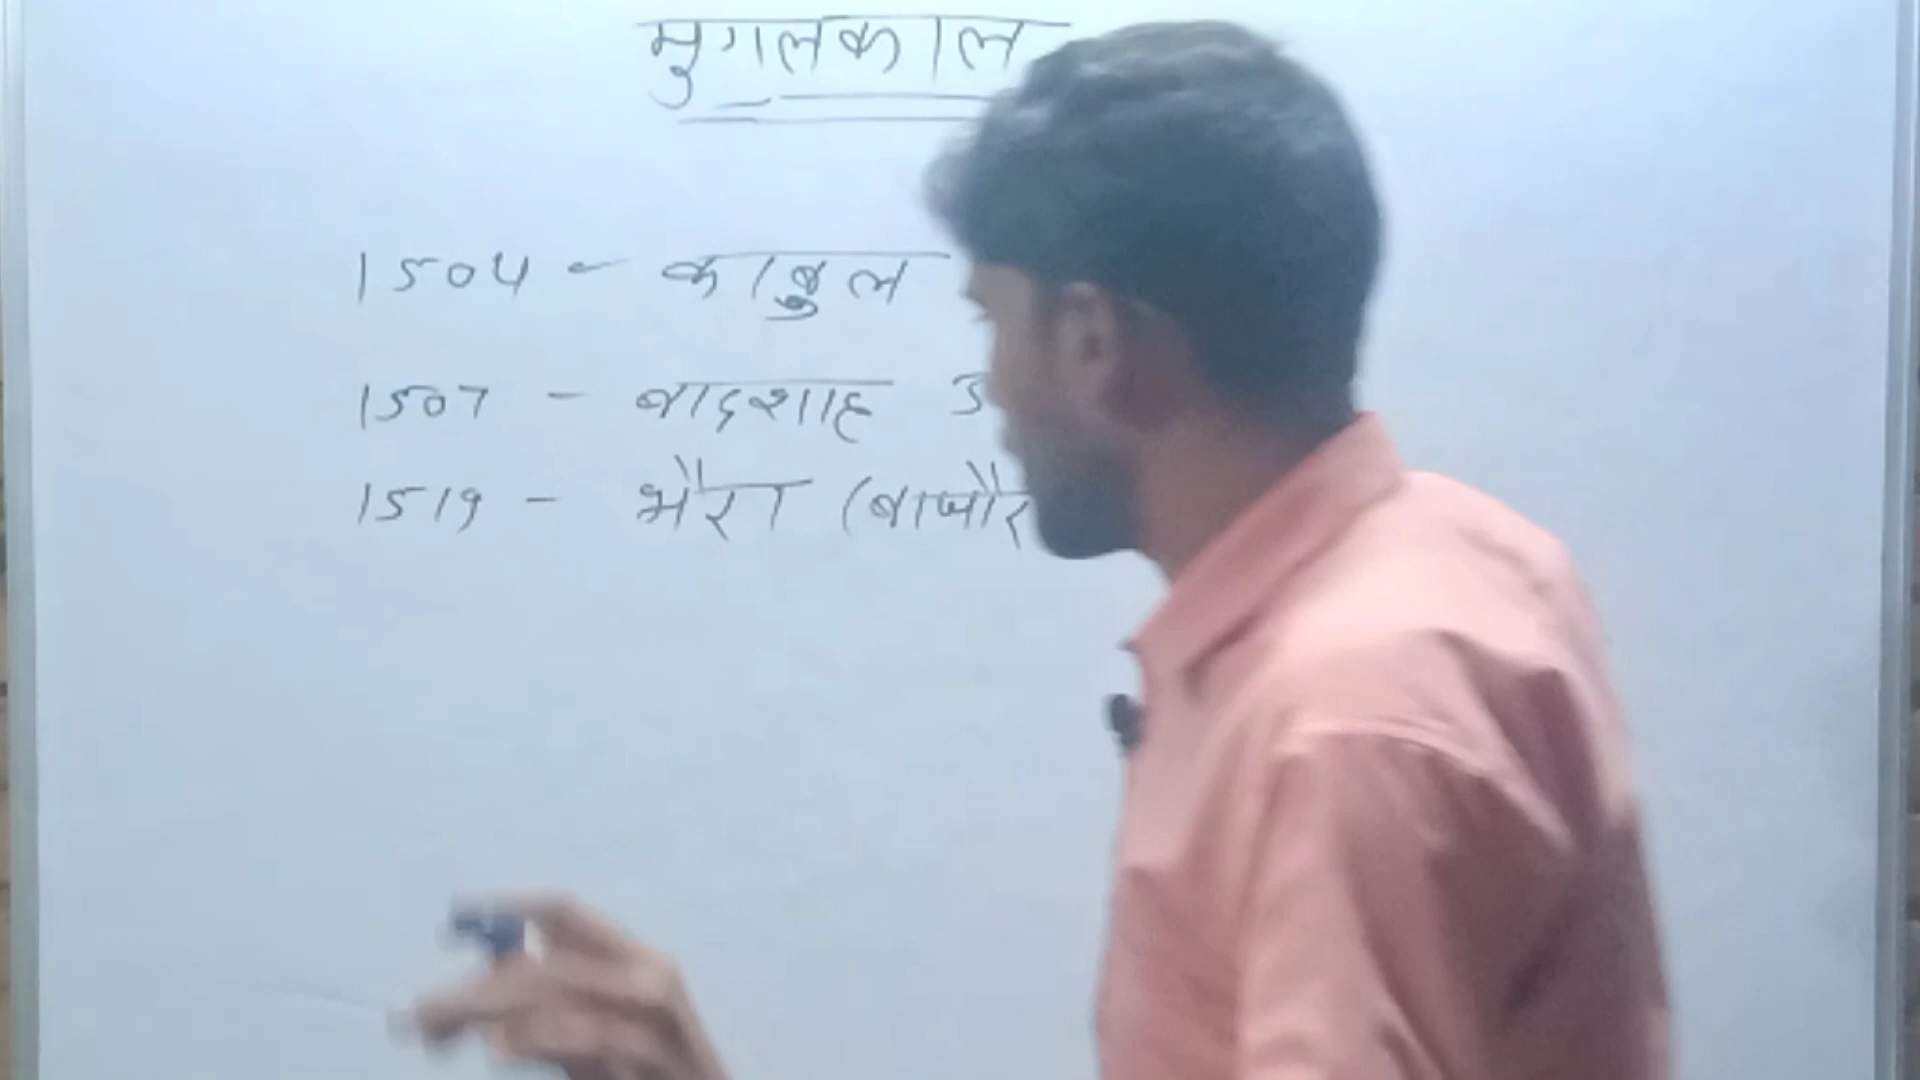 मुगलकाल
1504 - काबुल
1507 - बादशाह
1519 - भैरा (बाजौर